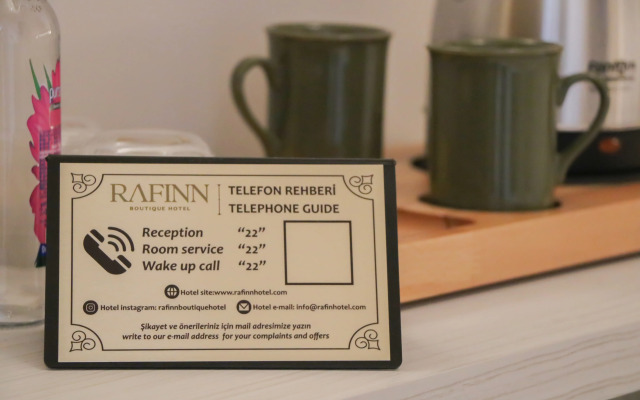 RAFINN
BOUTIQUE HOTEL
TELEFON REHBERİ
TELEPHONE GUIDE
Reception "22"
Room service "22"
Wake up call "22"
Hotel site:www.rafinnhotel.com
Hotel instagram: rafinnboutiquehotel
Hotel e-mail: info@rafinhotel.com
Şikayet ve önerileriniz için mail adresimize yazın
write to our e-mail address for your complaints and offers